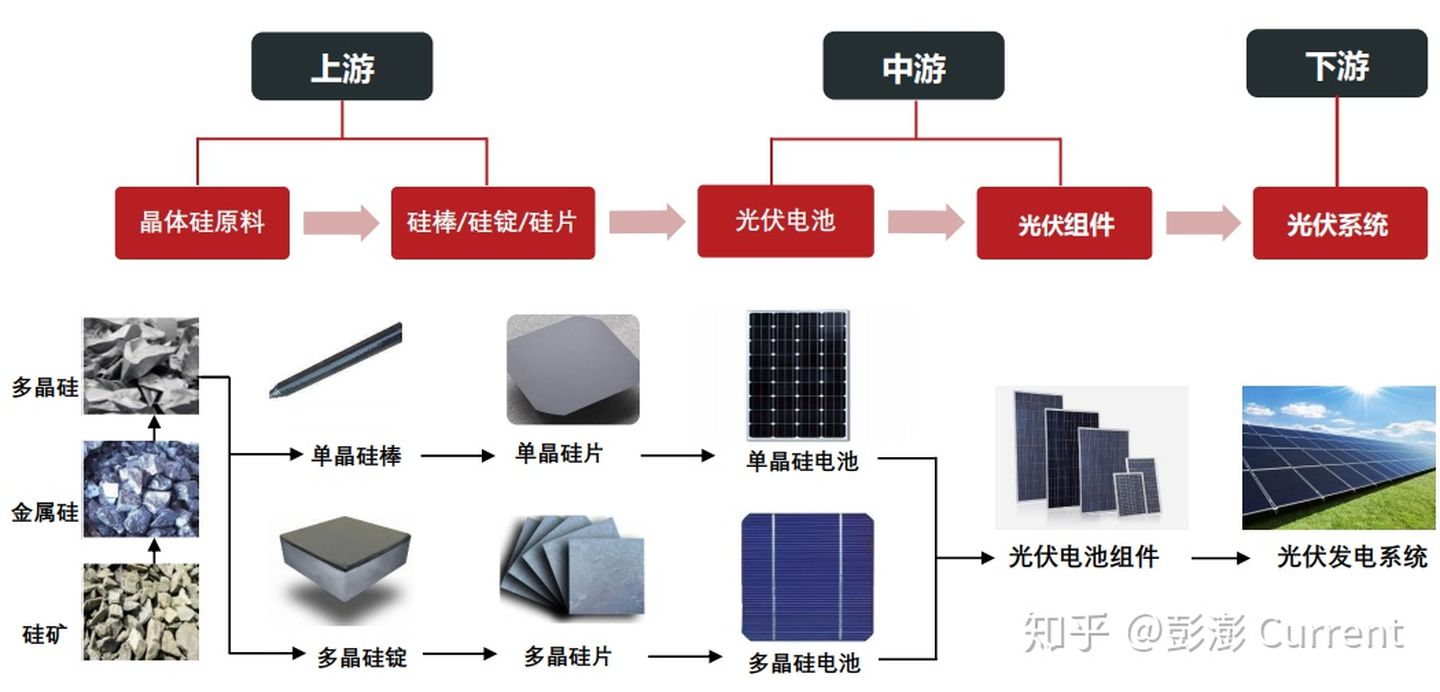 上游
中游
下游
晶体硅原料
硅棒/硅锭/硅片
光伏电池
光伏组件
光伏系统
多晶硅
金属硅
硅矿
单晶硅棒
单晶硅片
单晶硅电池
多晶硅锭
多晶硅片
多晶硅电池
光伏电池组件
光伏发电系统
知乎 @彭澎 Current